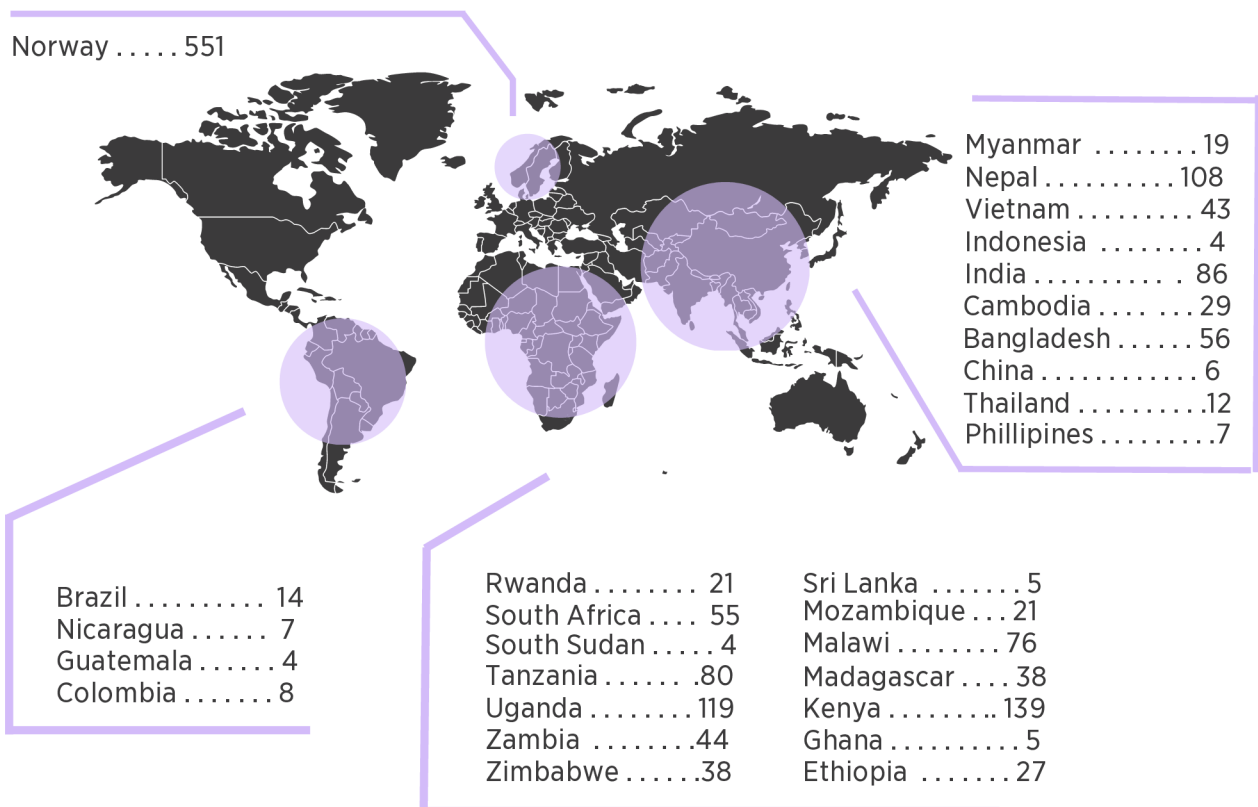 Norway . . . . . 551
Myanmar . . . . . . . . 19
Nepal . . . . . . . . . . 108
Vietnam . . . . . . . . . 43
Indonesia . . . . . . . . 4
India . . . . . . . . . . . 86
Cambodia . . . . . . . 29
Bangladesh . . . . . . 56
China . . . . . . . . . . . 6
Thailand . . . . . . . . . .12
Phillipines . . . . . . . . .7
Brazil . . . . . . . . . . 14
Nicaragua . . . . . . 7
Guatemala . . . . . . 4
Colombia . . . . . . . 8
Rwanda . . . . . . . . 21
South Africa . . . . 55
South Sudan . . . . . 4
Tanzania . . . . . . .80
Uganda . . . . . . . . 119
Zambia . . . . . . . .44
Zimbabwe . . . . . .38
Sri Lanka . . . . . . . 5
Mozambique . . . 21
Malawi . . . . . . . . 76
Madagascar . . . . 38
Kenya . . . . . . . .. 139
Ghana . . . . . . . . . . 5
Ethiopia . . . . . . . 27